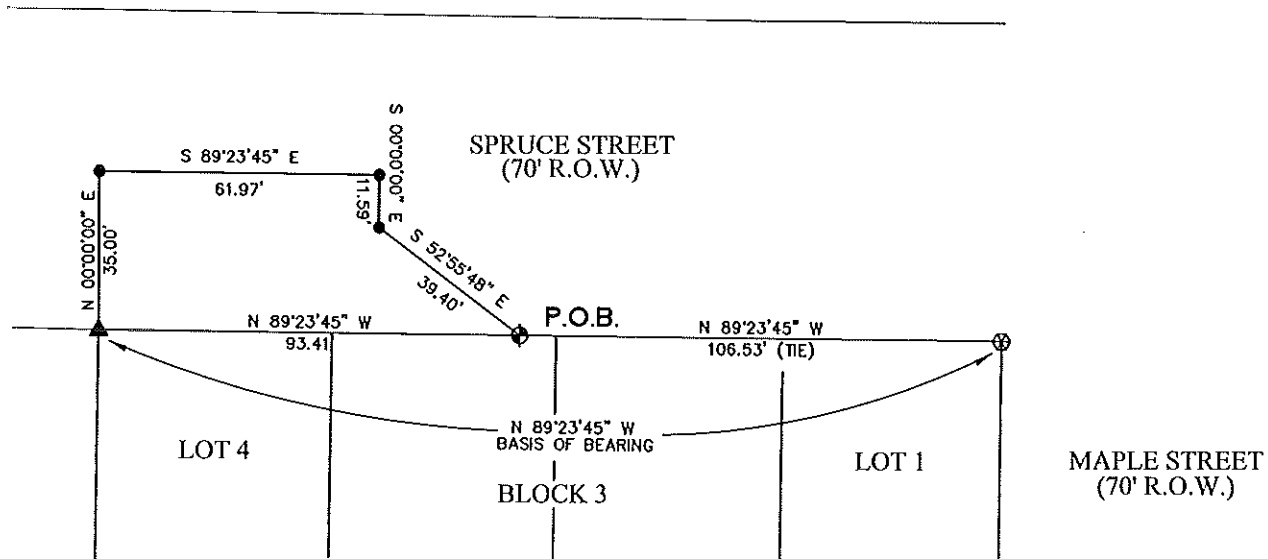 SPRUCE STREET
(70' R.O.W.)
S 89°23'45" E
61.97'
S 00°00'00" E
11.59'
N 00°00'00" E
35.00'
S 52°55'48" E
39.40'
P.O.B.
N 89°23'45" W
93.41
N 89°23'45" W
106.53' (TIE)
N 89°23'45" W
BASIS OF BEARING
LOT 4
LOT 1
BLOCK 3
MAPLE STREET
(70' R.O.W.)